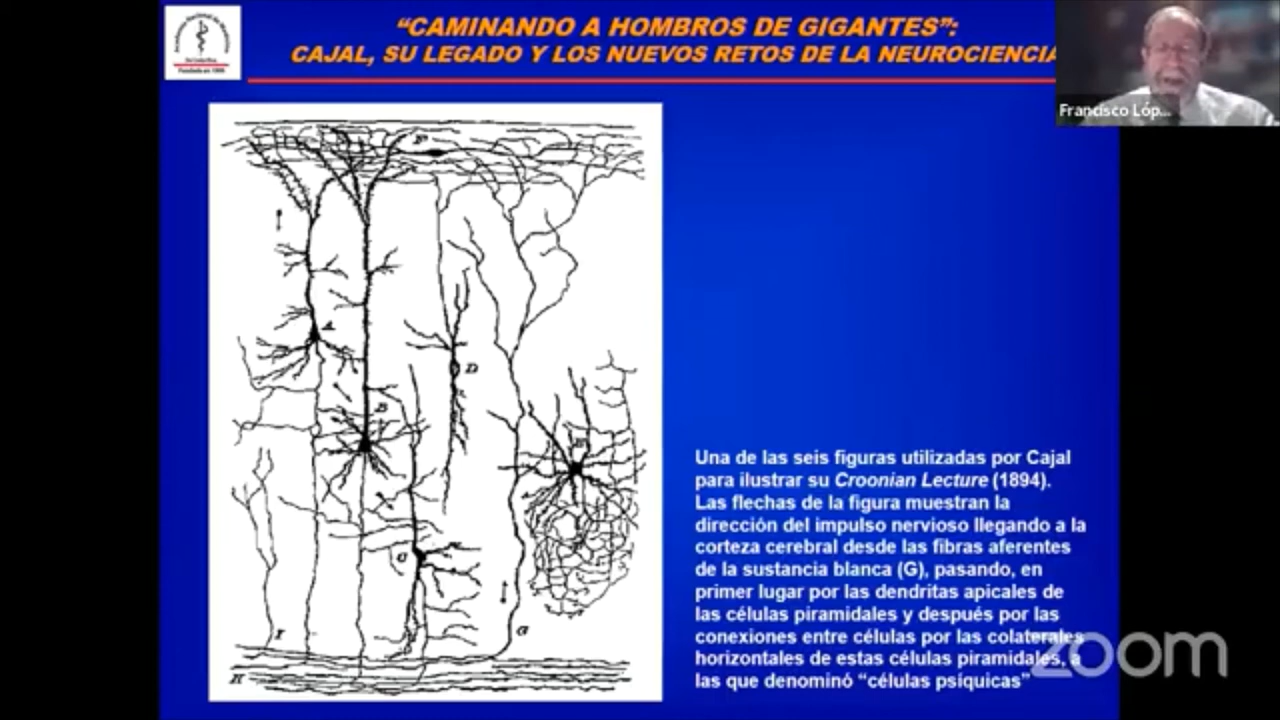 “CAMINANDO A HOMBROS DE GIGANTES”:
CAJAL, SU LEGADO Y LOS NUEVOS RETOS DE LA NEUROCIENCIA
Francisco Lóp...
P
A
D
B
E
C
I
G
H
Una de las seis figuras utilizadas por Cajal
para ilustrar su Croonian Lecture (1894).
Las flechas de la figura muestran la
dirección del impulso nervioso llegando a la
corteza cerebral desde las fibras aferentes
de la sustancia blanca (G), pasando, en
primer lugar por las dendritas apicales de
las células piramidales y después por las
conexiones entre células por las colaterales
horizontales de estas células piramidales, a
las que denominó “células psíquicas”
zoom